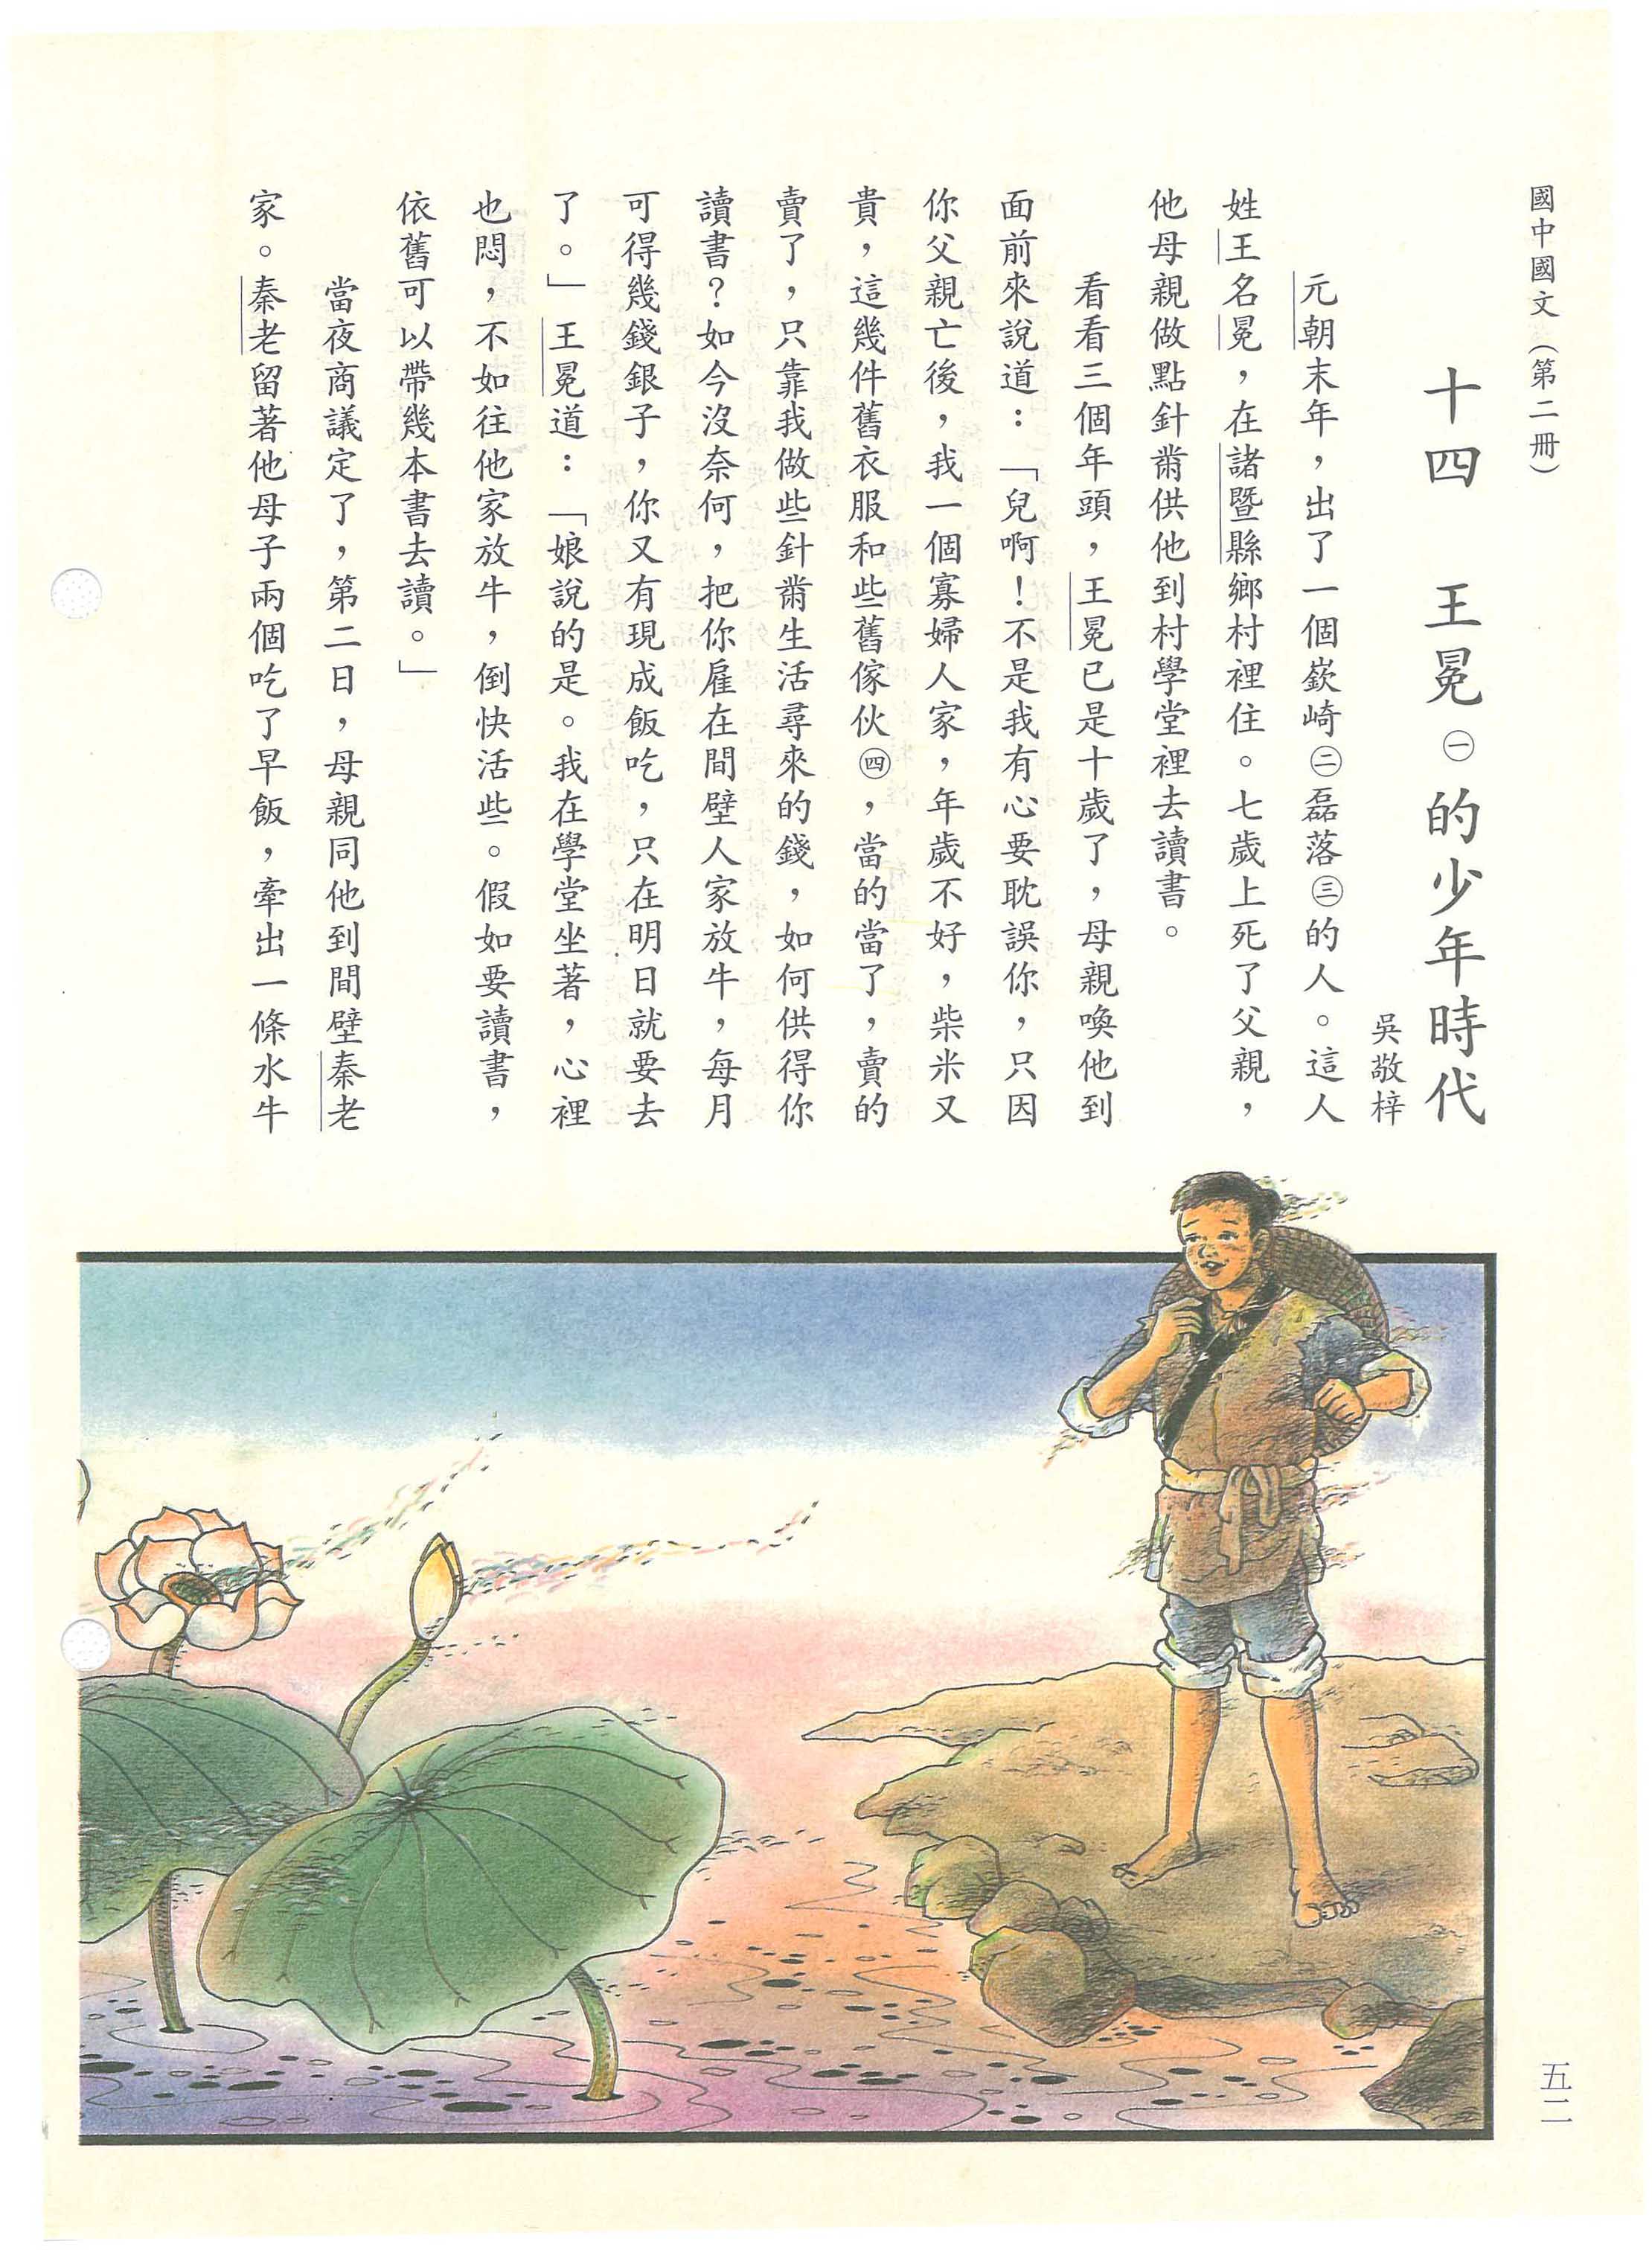 國中國文（第二冊）
十四　王冕㊀的少年時代
吳敬梓
元朝末年，出了一個嶔崎㊁磊落㊂的人。這人
姓王名冕，在諸暨縣鄉村裡住。七歲上死了父親，
他母親做點針黹供他到村學堂裡去讀書。
看看三個年頭，王冕已是十歲了，母親喚他到
面前來說道：「兒啊！不是我有心要耽誤你，只因
你父親亡後，我一個寡婦人家，年歲不好，柴米又
貴，這幾件舊衣服和些舊傢伙㊃，當的當了，賣的
賣了，只靠我做些針黹生活尋來的錢，如何供得你
讀書？如今沒奈何，把你雇在間壁人家放牛，每月
可得幾錢銀子，你又有現成飯吃，只在明日就要去
了。」王冕道：「娘說的是。我在學堂坐著，心裡
也悶，不如往他家放牛，倒快活些。假如要讀書，
依舊可以帶幾本書去讀。」
當夜商議定了，第二日，母親同他到間壁秦老
家。秦老留著他母子兩個吃了早飯，牽出一條水牛
五二